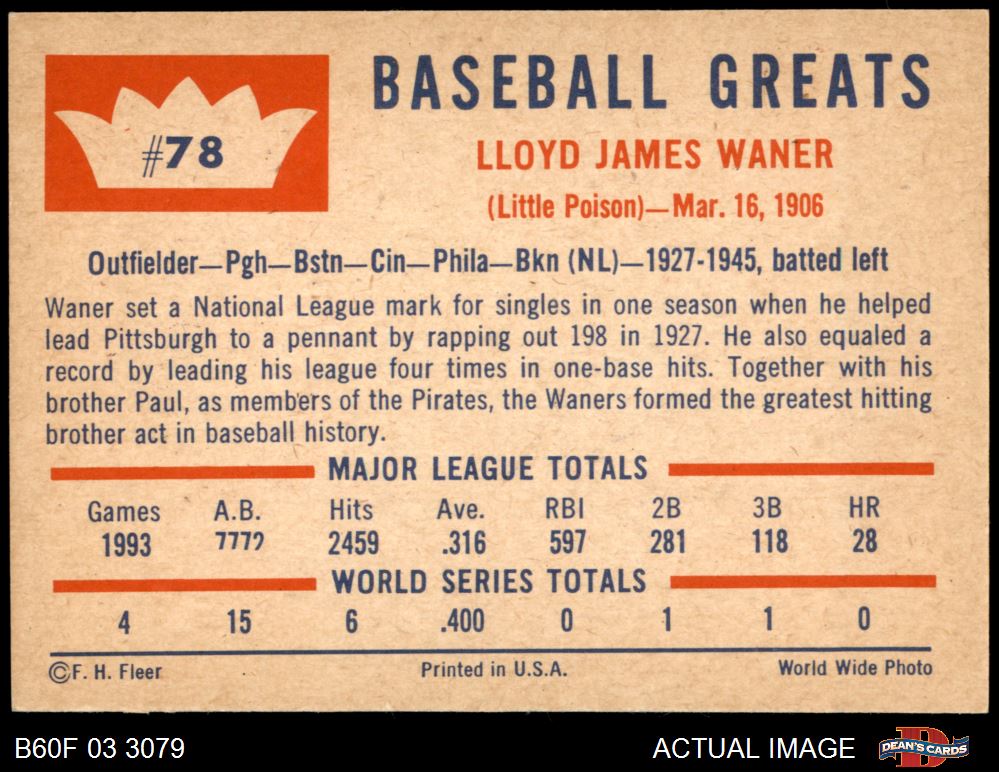 #78
BASEBALL GREATS
LLOYD JAMES WANER
(Little Poison)—Mar. 16, 1906
Outfielder—Pgh—Bstn—Cin—Phila—Bkn (NL)—1927-1945, batted left
Waner set a National League mark for singles in one season when he helped
lead Pittsburgh to a pennant by rapping out 198 in 1927. He also equaled a
record by leading his league four times in one-base hits. Together with his
brother Paul, as members of the Pirates, the Waners formed the greatest hitting
brother act in baseball history.
MAJOR LEAGUE TOTALS
Games A.B. Hits Ave. RBI 2B 3B HR
1993 2459 .316 597 281 118 28
WORLD SERIES TOTALS
4 15 6 .400 0 1 1 0
©F. H. Fleer Printed in U.S.A. World Wide Photo
B60F 03 3079 ACTUAL IMAGE DEAN'S CARDS